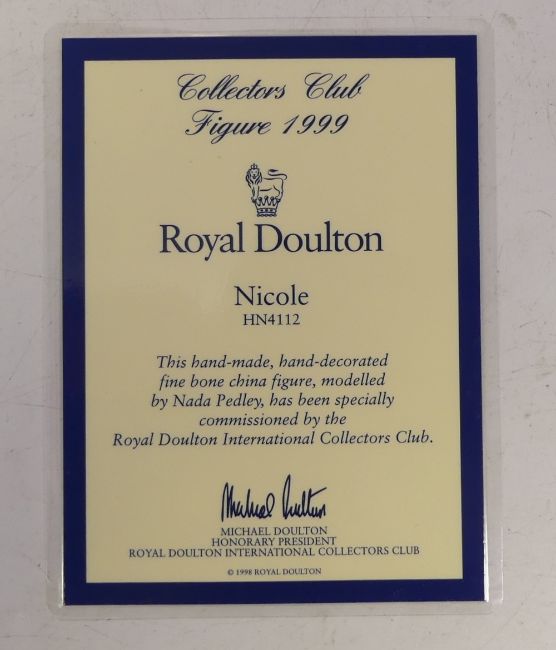 Collectors Club
Figure 1999
Royal Doulton
Nicole
HN4112
This hand-made, hand-decorated
fine bone china figure, modelled
by Nada Pedley, has been specially
commissioned by the
Royal Doulton International Collectors Club.
Michael Doulton
MICHAEL DOULTON
HONORARY PRESIDENT
ROYAL DOULTON INTERNATIONAL COLLECTORS CLUB
© 1998 ROYAL DOULTON